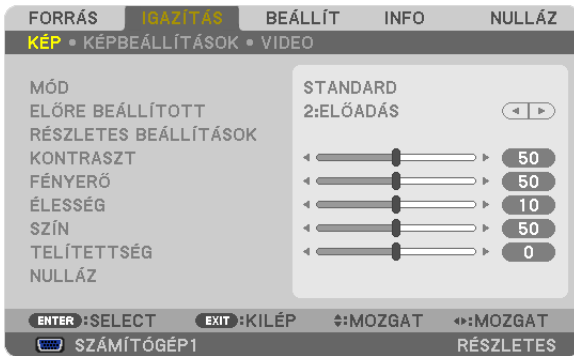 FORRÁS IGAZÍTÁS BEÁLLÍT INFO NULLÁZ
KÉP • KÉPBEÁLLÍTÁSOK • VIDEO
MÓD STANDARD
ELŐRE BEÁLLÍTOTT 2:ELŐADÁS
RÉSZLETES BEÁLLÍTÁSOK
KONTRASZT 50
FÉNYERŐ 50
ÉLESSÉG 10
SZÍN 50
TELÍTETTSÉG 0
NULLÁZ
ENTER :SELECT EXIT :KILÉP :MOZGAT :MOZGAT
SZÁMÍTÓGÉP1 RÉSZLETES